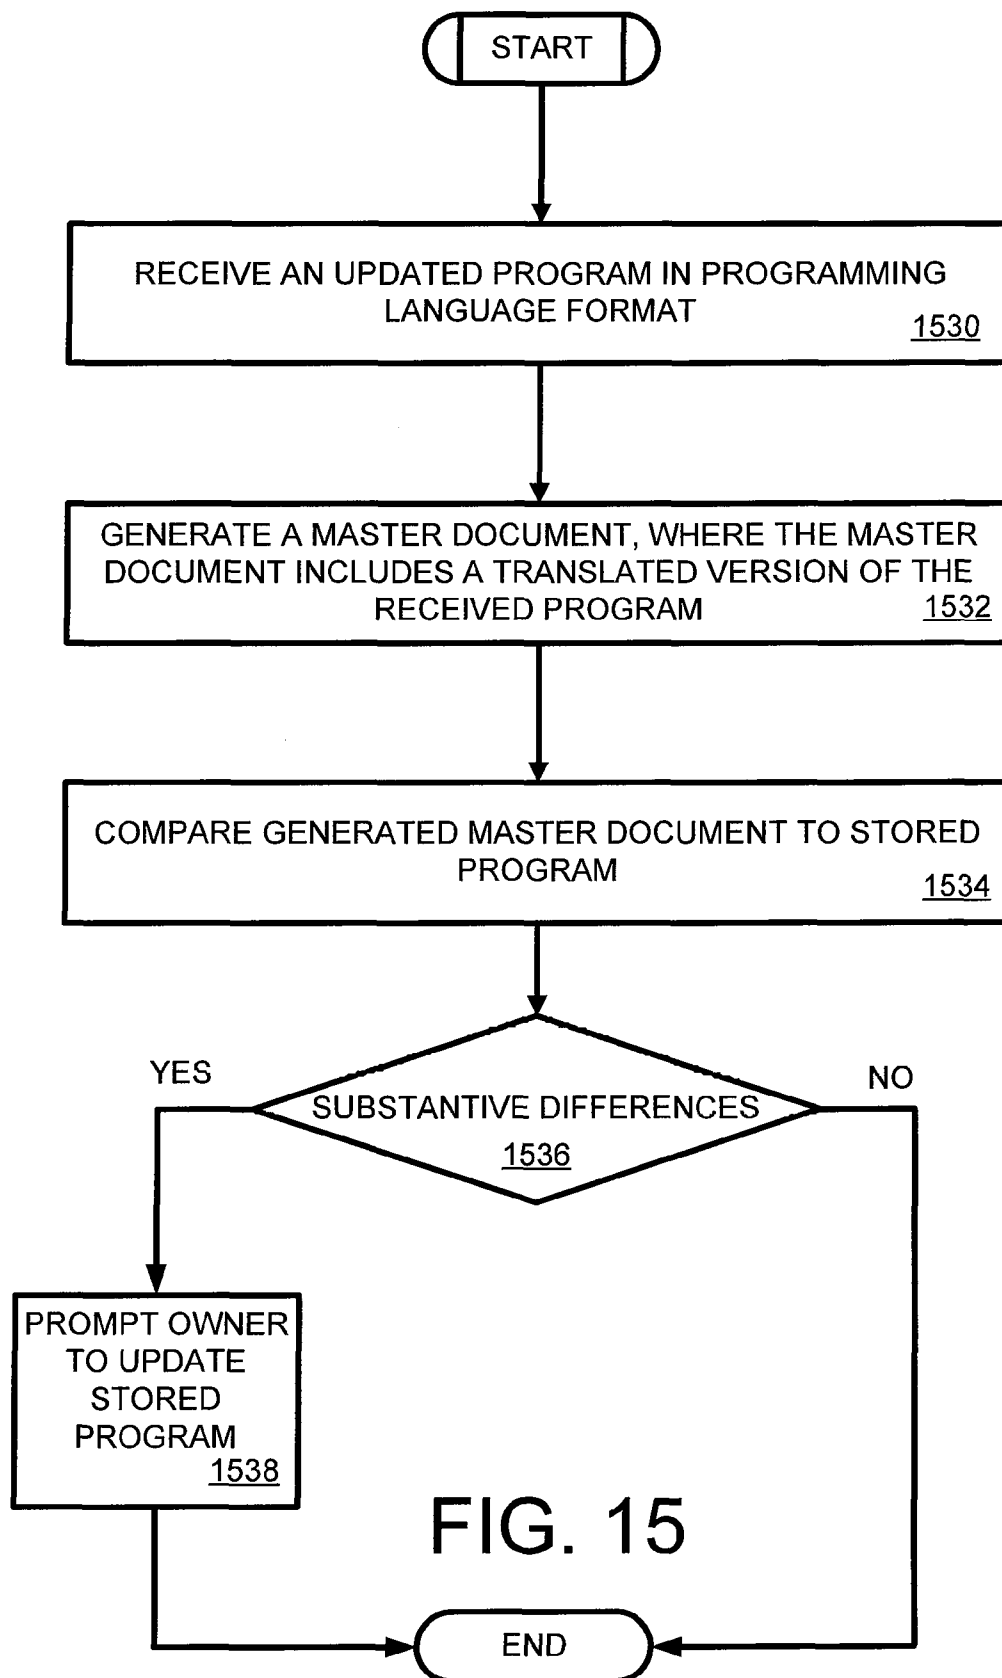 START
RECEIVE AN UPDATED PROGRAM IN PROGRAMMING
LANGUAGE FORMAT
1530
GENERATE A MASTER DOCUMENT, WHERE THE MASTER
DOCUMENT INCLUDES A TRANSLATED VERSION OF THE
RECEIVED PROGRAM
1532
COMPARE GENERATED MASTER DOCUMENT TO STORED
PROGRAM
1534
YES
NO
SUBSTANTIVE DIFFERENCES
1536
PROMPT OWNER
TO UPDATE
STORED
PROGRAM
1538
FIG. 15
END